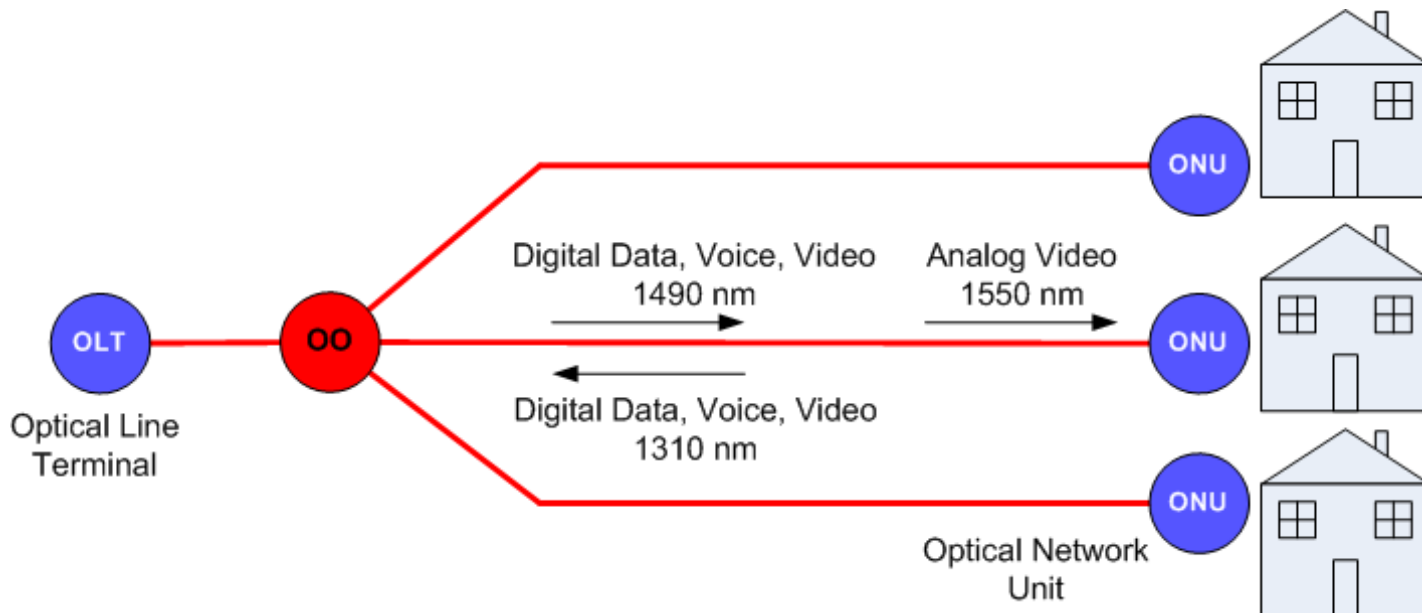 ONU
Digital Data, Voice, Video
1490 nm
Analog Video
1550 nm
OLT
OO
ONU
Optical Line
Terminal
Digital Data, Voice, Video
1310 nm
ONU
Optical Network
Unit